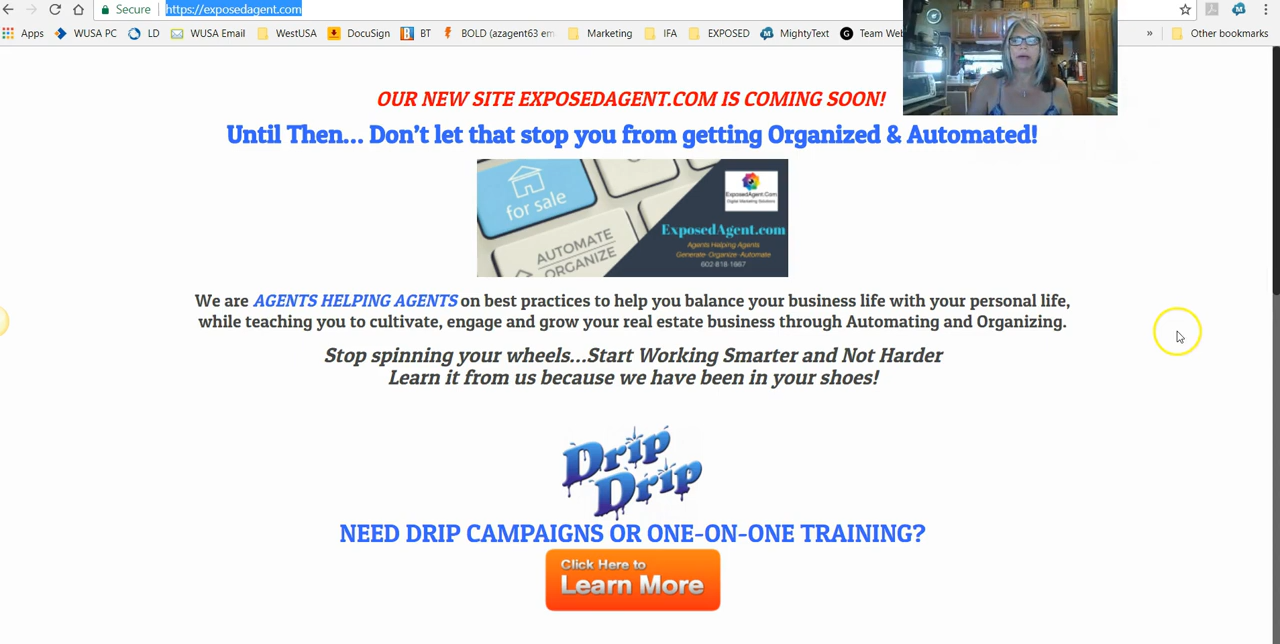 Secure https://exposedagent.com
Apps WUSA PC LD WUSA Email WestUSA DocuSign BT BOLD (azagent63 em Marketing IFA EXPOSED MightyText Team Web » Other bookmarks
OUR NEW SITE EXPOSEDAGENT.COM IS COMING SOON!
Until Then... Don't let that stop you from getting Organized & Automated!
for sale
AUTOMATE
ORGANIZE
ExposedAgent.Com
Digital Marketing Solutions
ExposedAgent.com
Agents Helping Agents
Generate· Organize ·Automate
602 818-1667
We are AGENTS HELPING AGENTS on best practices to help you balance your business life with your personal life,
while teaching you to cultivate, engage and grow your real estate business through Automating and Organizing.
Stop spinning your wheels...Start Working Smarter and Not Harder
Learn it from us because we have been in your shoes!
Drip
Drip
NEED DRIP CAMPAIGNS OR ONE-ON-ONE TRAINING?
Click Here to
Learn More